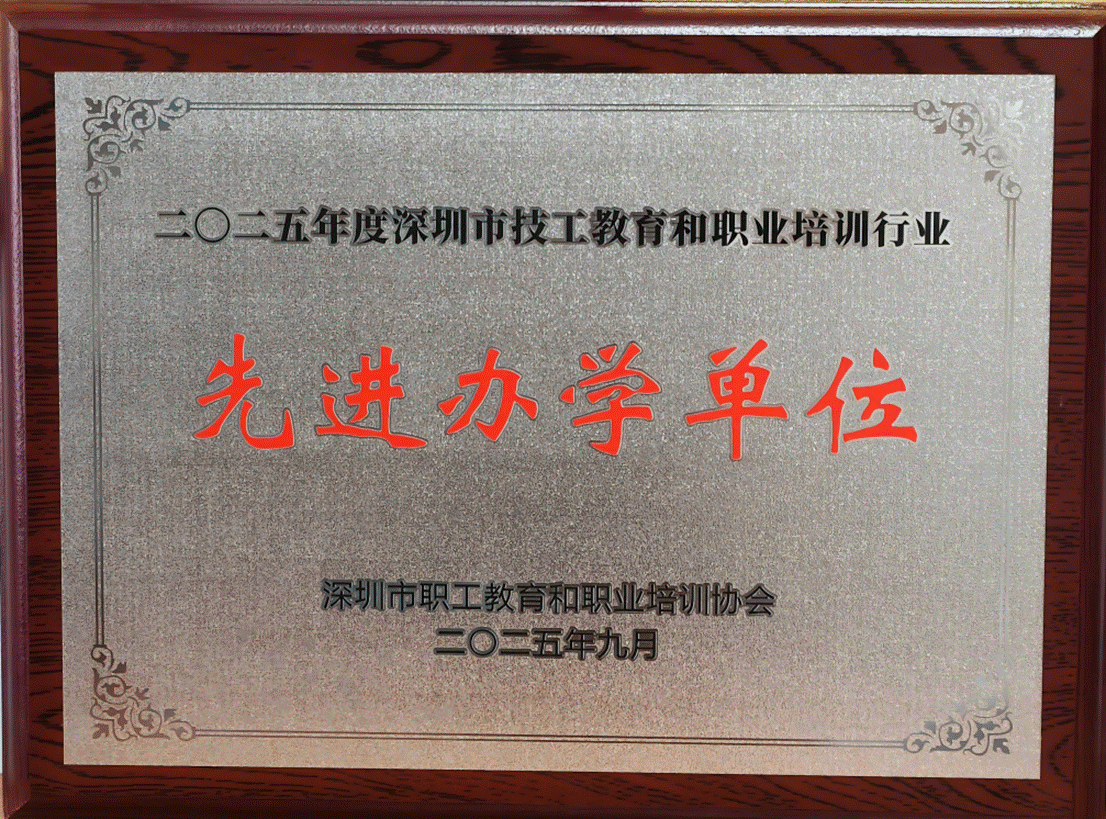 二〇二五年度深圳市技工教育和职业培训行业
先进办学单位
深圳市职工教育和职业培训协会
二〇二五年九月